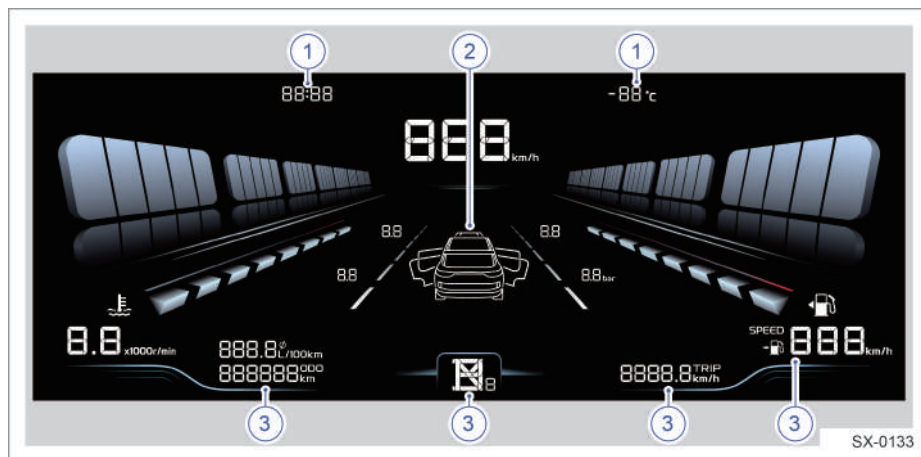 1 2 1
88:88 -88 °C
888 km/h
8.8 8.8
8.8 8.8 bar
8.8 x1000r/min
888.8 ø L/100km
888888 ODO km
8
8888.8 TRIP km/h
SPEED 888 km/h
3 3 3 3
SX-0133